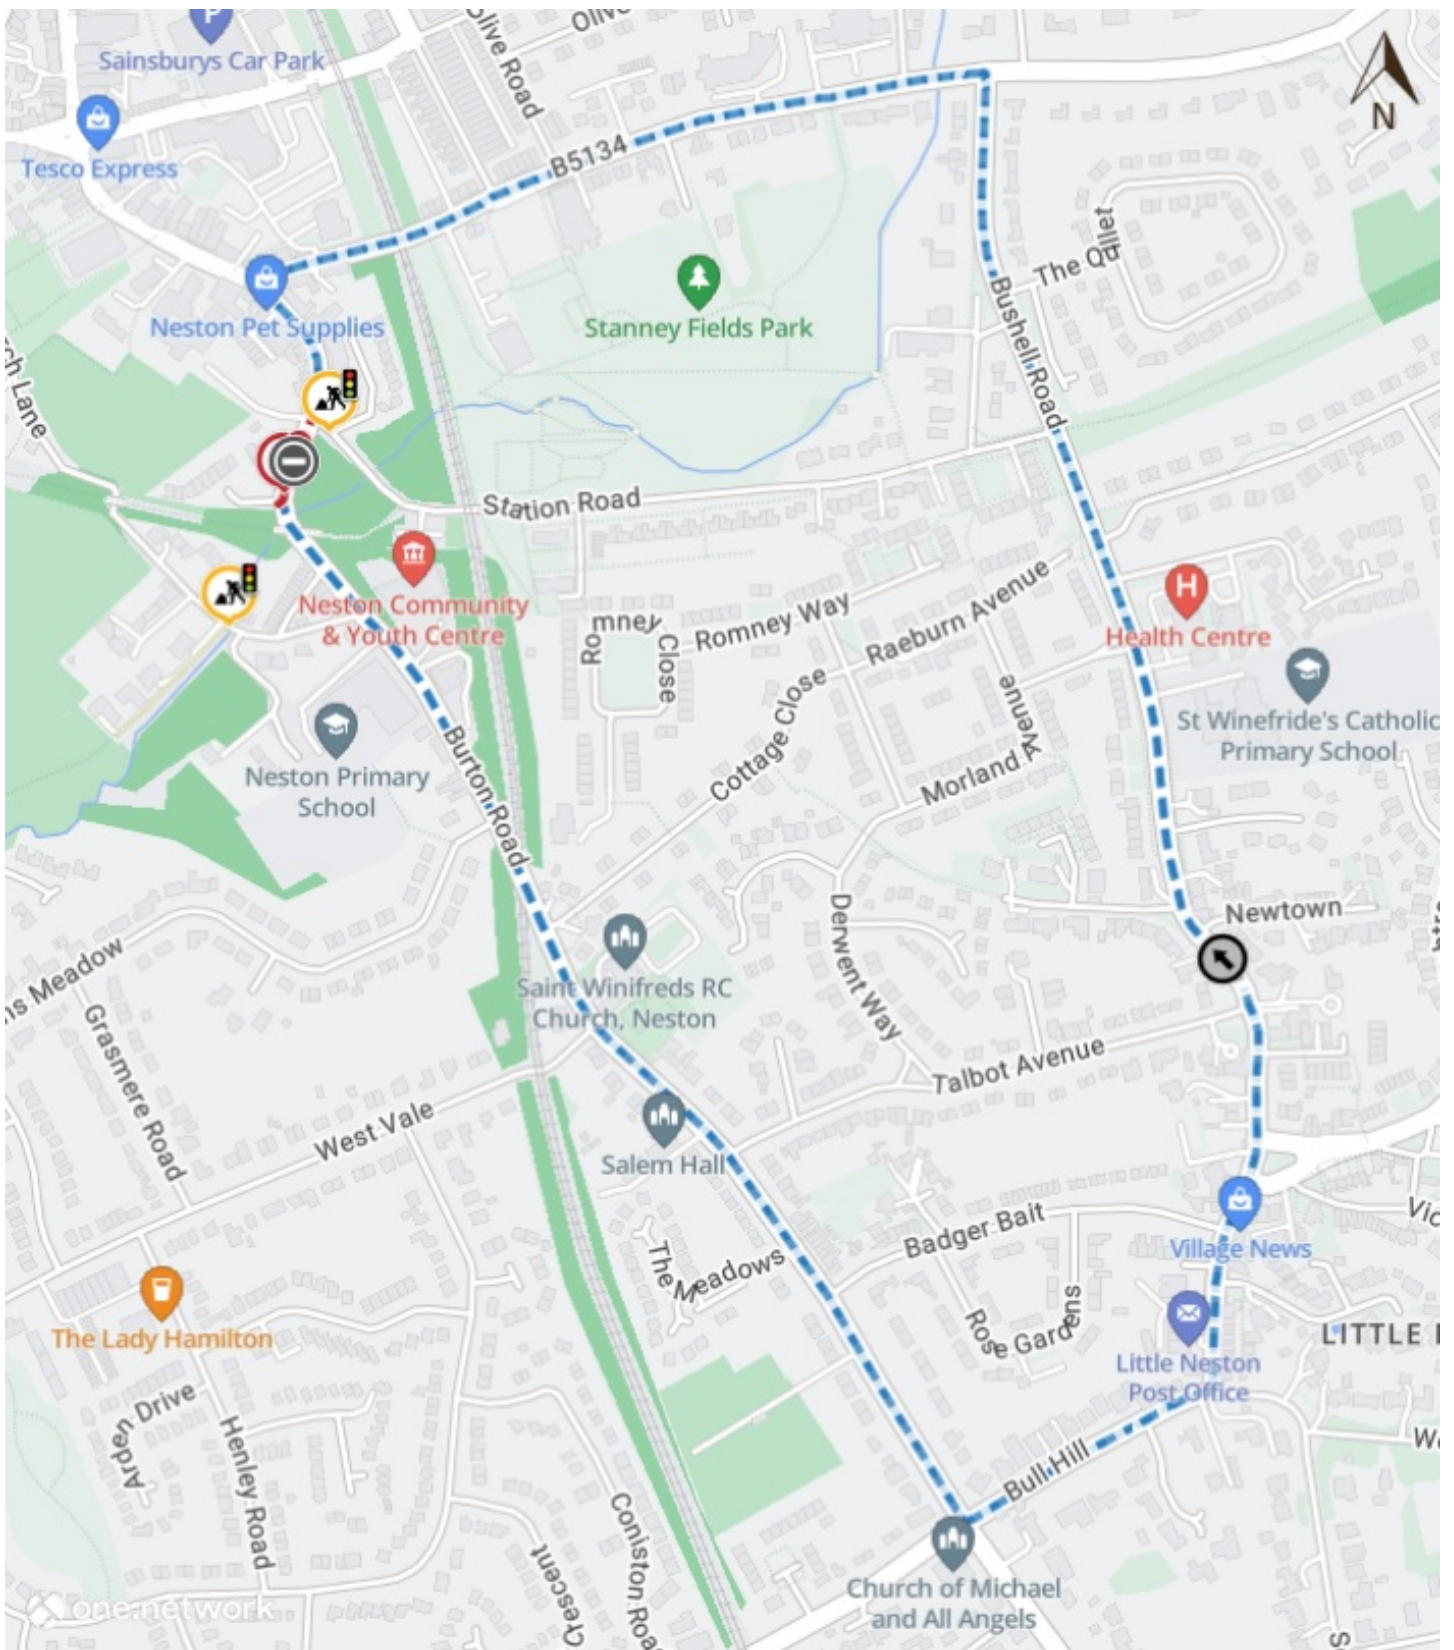 P
Sainsburys Car Park
Olive Road
N
Tesco Express
B5134
The Quillet
Neston Pet Supplies
Stanney Fields Park
Bushell Road
ch Lane
Station Road
Neston Community
& Youth Centre
Romney Close
Romney Way
Raeburn Avenue
H
Health Centre
St Winefride's Catholic
Primary School
Neston Primary
School
Burton Road
Cottage Close
Morland Avenue
Newtown
ns Meadow
Grasmere Road
Saint Winifreds RC
Church, Neston
Derwent Way
Talbot Avenue
West Vale
Salem Hall
Badger Bait
Vic
Village News
The Meadows
Rose Gardens
The Lady Hamilton
LITTLE
Little Neston
Post Office
Arden Drive
Henley Road
Bull Hill
Coniston Roa
Crescent
Church of Michael
and All Angels
one.network